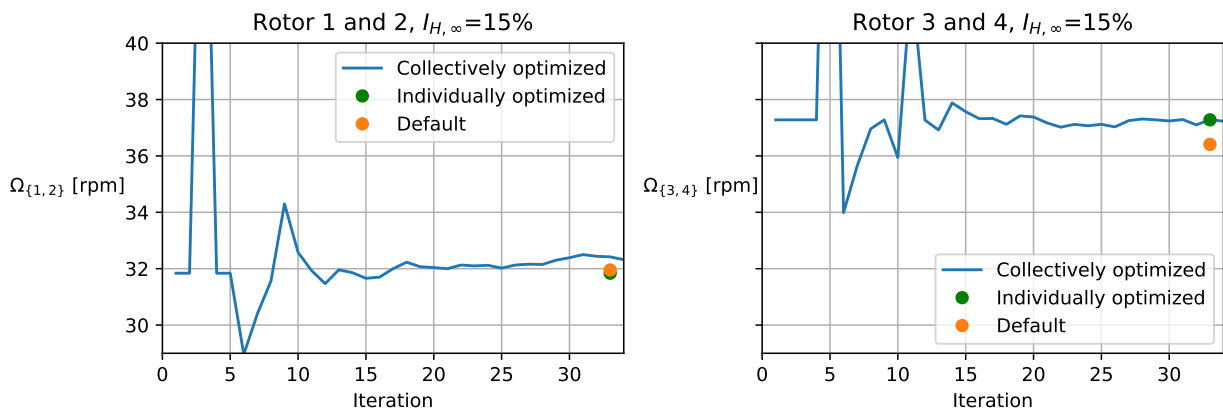 Rotor 1 and 2, I_{H,∞}=15%
40
38
36
34
32
30
Ω_{{1,2}} [rpm]
Collectively optimized
Individually optimized
Default
0 5 10 15 20 25 30
Iteration
Rotor 3 and 4, I_{H,∞}=15%
Ω_{{3,4}} [rpm]
Collectively optimized
Individually optimized
Default
0 5 10 15 20 25 30
Iteration